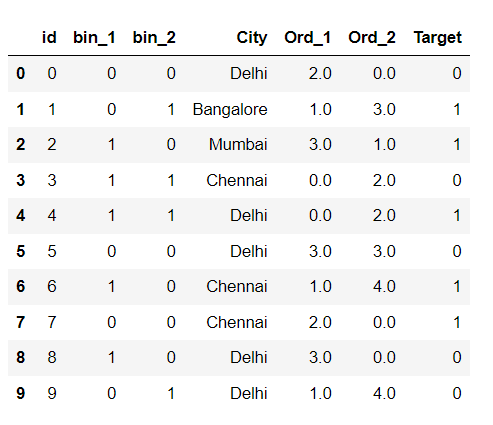 id bin_1 bin_2 City Ord_1 Ord_2 Target
0 0 0 0 Delhi 2.0 0.0 0
1 1 0 1 Bangalore 1.0 3.0 1
2 2 1 0 Mumbai 3.0 1.0 1
3 3 1 1 Chennai 0.0 2.0 0
4 4 1 1 Delhi 0.0 2.0 1
5 5 0 0 Delhi 3.0 3.0 0
6 6 1 0 Chennai 1.0 4.0 1
7 7 0 0 Chennai 2.0 0.0 1
8 8 1 0 Delhi 3.0 0.0 0
9 9 0 1 Delhi 1.0 4.0 0